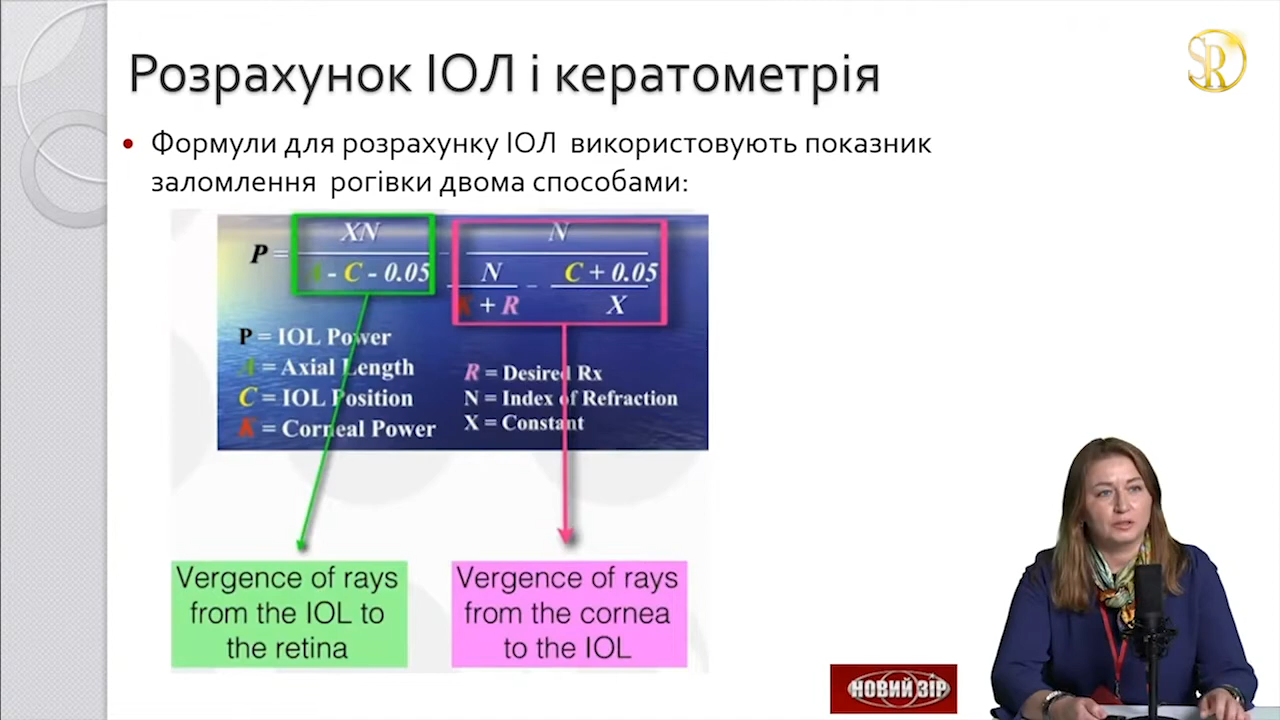 Розрахунок ІОЛ і кератометрія
SR
• Формули для розрахунку ІОЛ використовують показник
заломлення рогівки двома способами:
P = XN / (A - C - 0.05) - N / (N / (K + R) - (C + 0.05) / X)
P = IOL Power
A = Axial Length
C = IOL Position
K = Corneal Power
R = Desired Rx
N = Index of Refraction
X = Constant
Vergence of rays
from the IOL to
the retina
Vergence of rays
from the cornea
to the IOL
НОВИЙ ЗІР